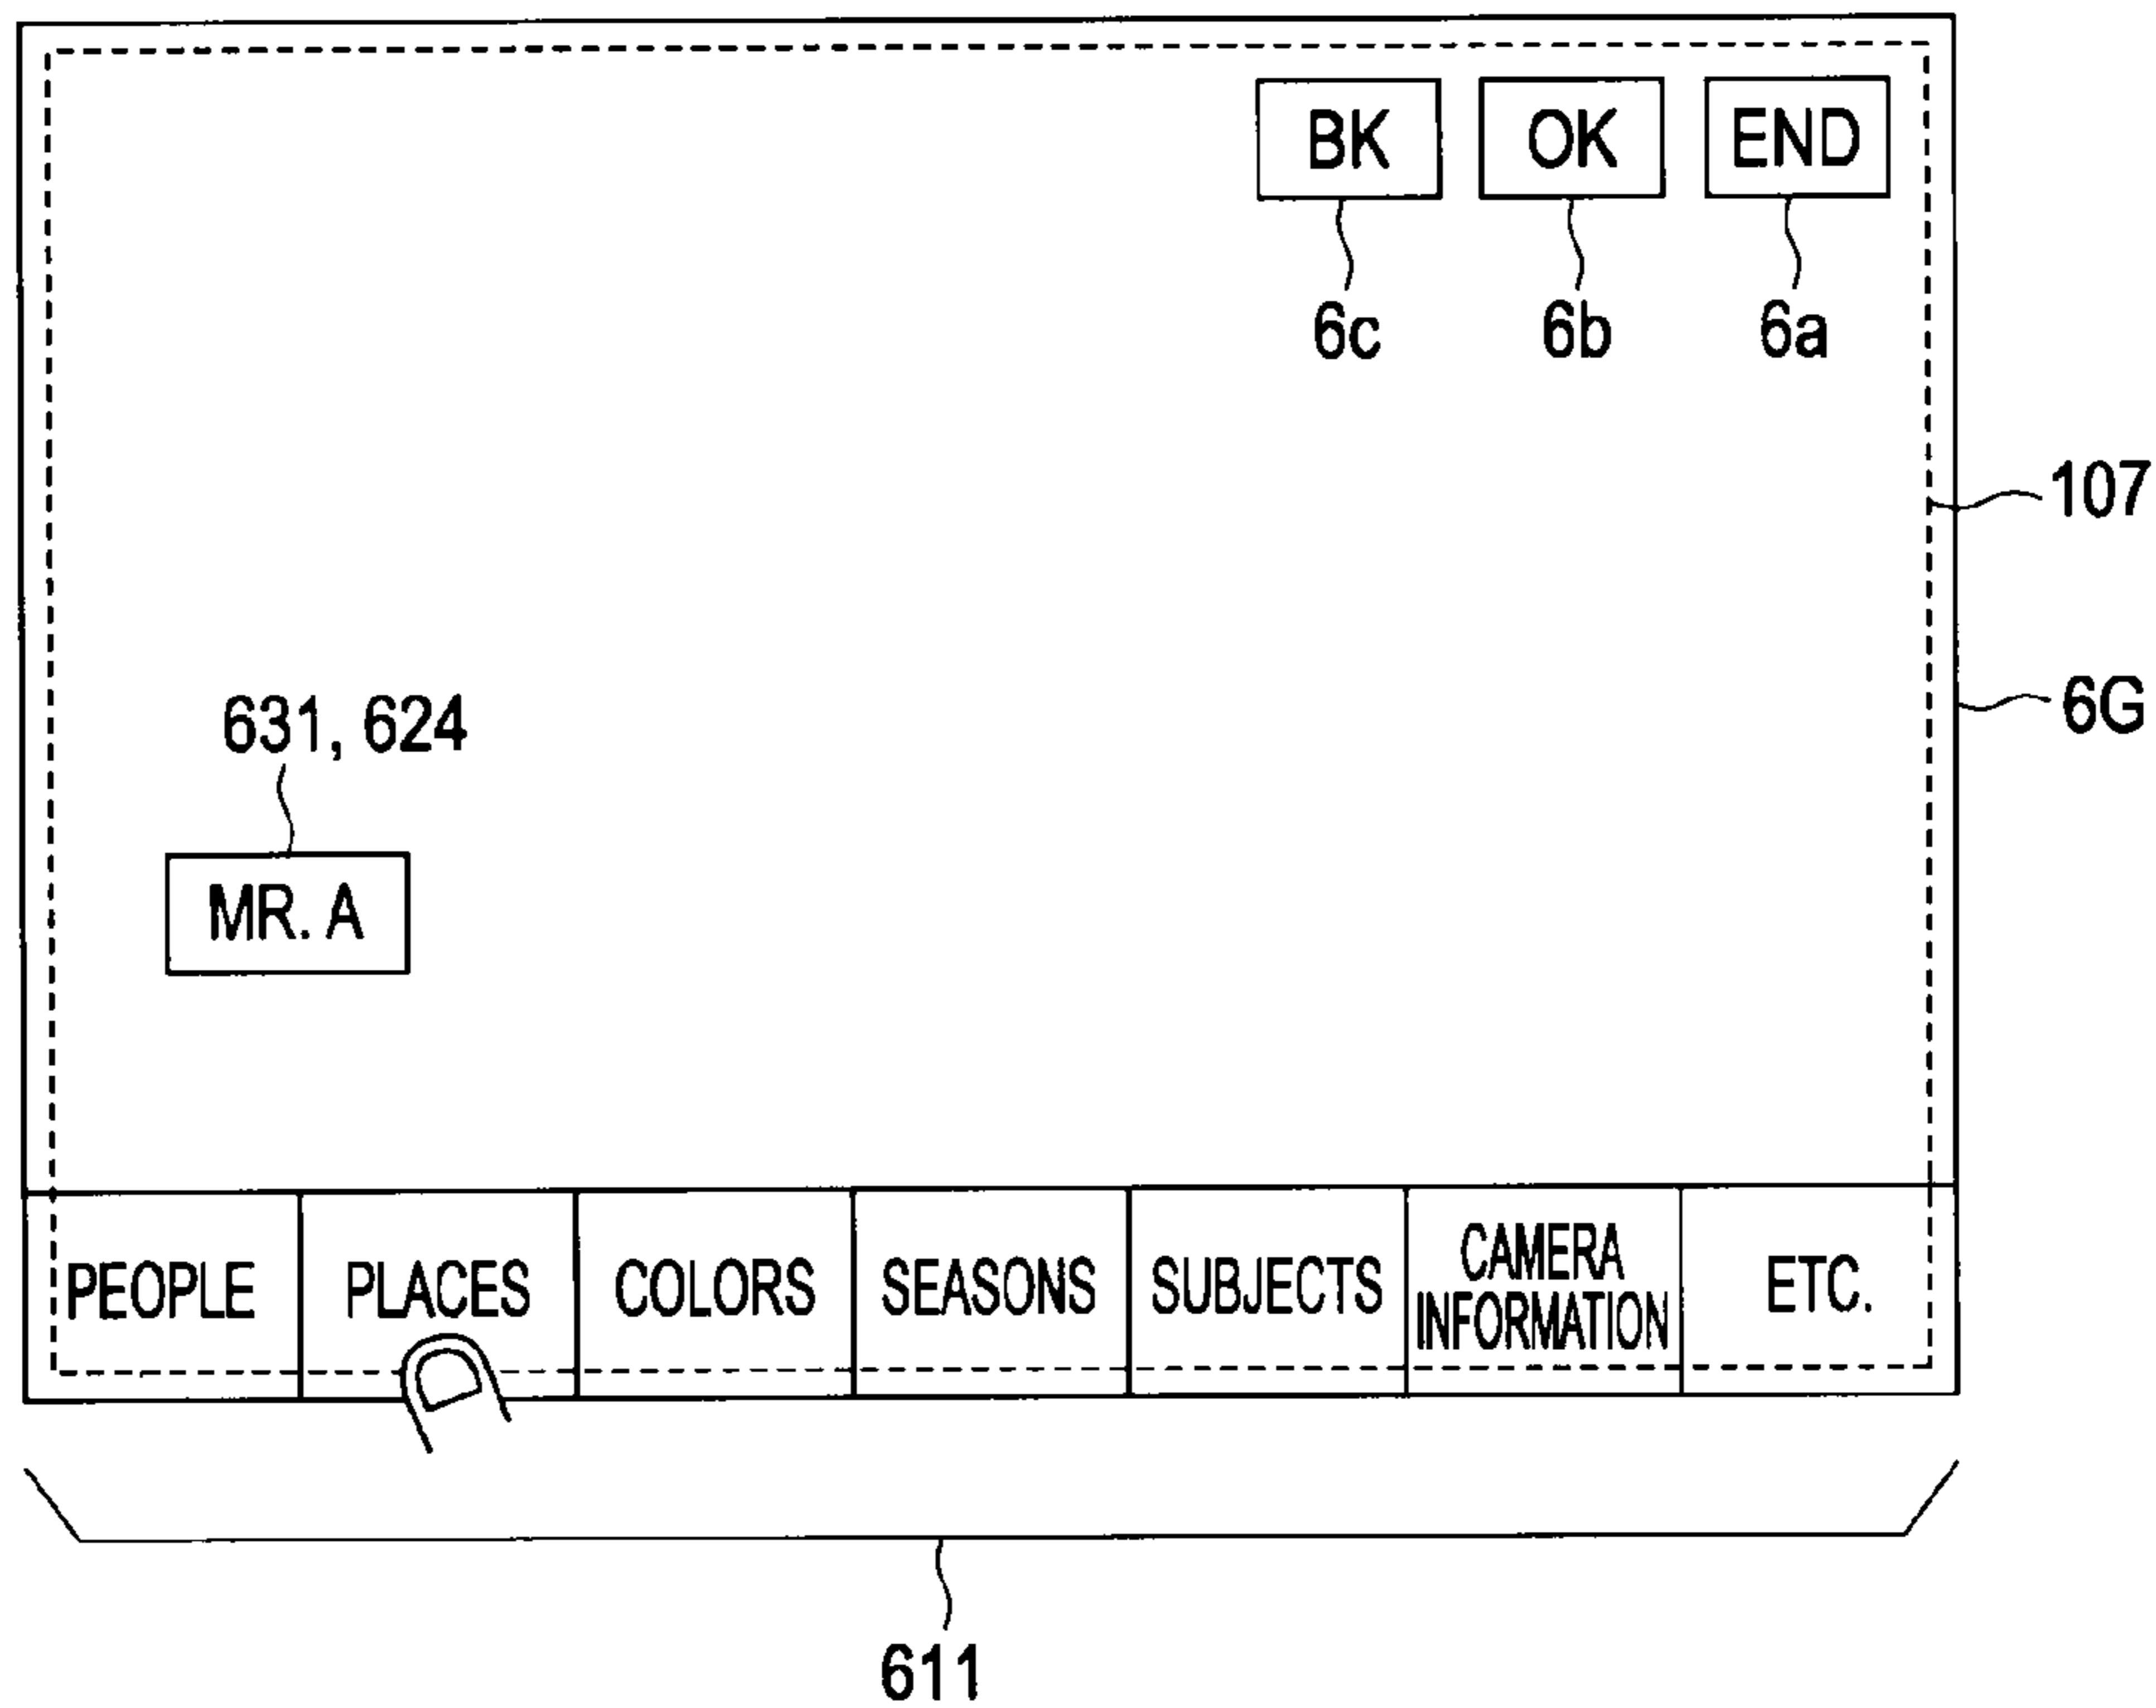 BK OK END
6c 6b 6a
107
6G
631, 624
MR. A
PEOPLE PLACES COLORS SEASONS SUBJECTS CAMERA INFORMATION ETC.
611